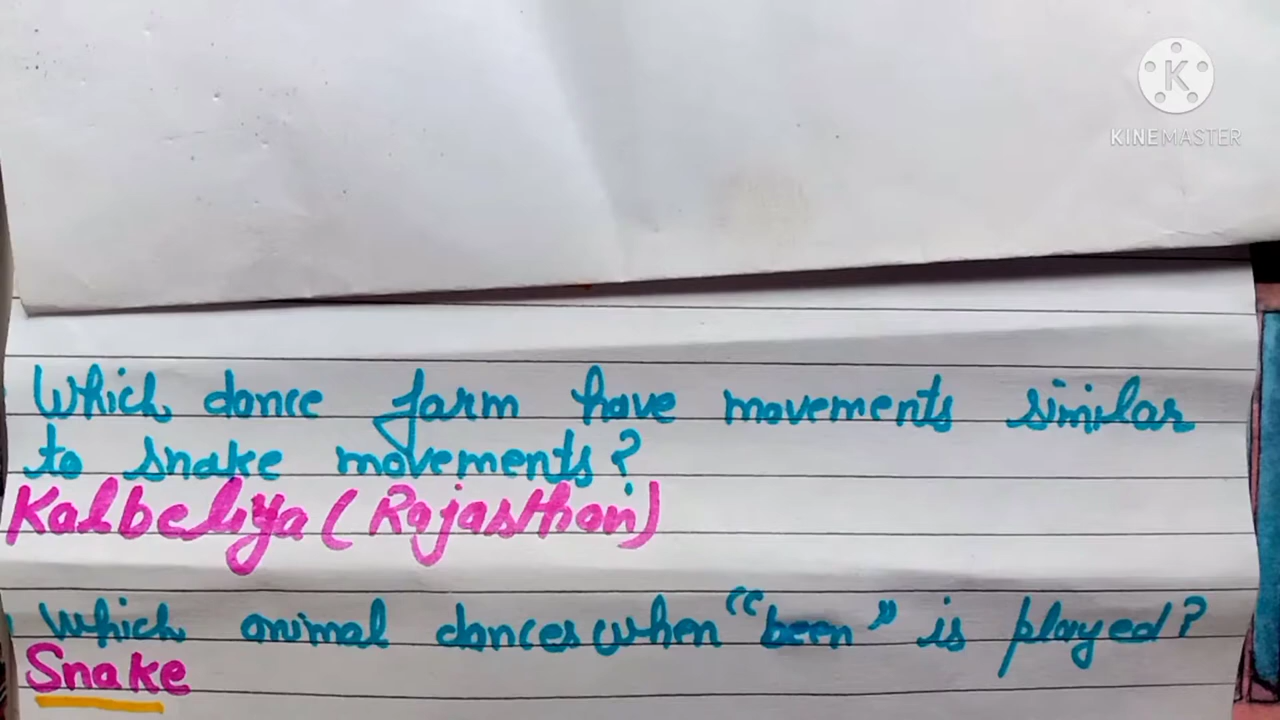 KINEMASTER
Which dance farm have movements similar
to snake movements?
Kalbeliya (Rajasthan)
Which animal dances when "been" is played?
Snake